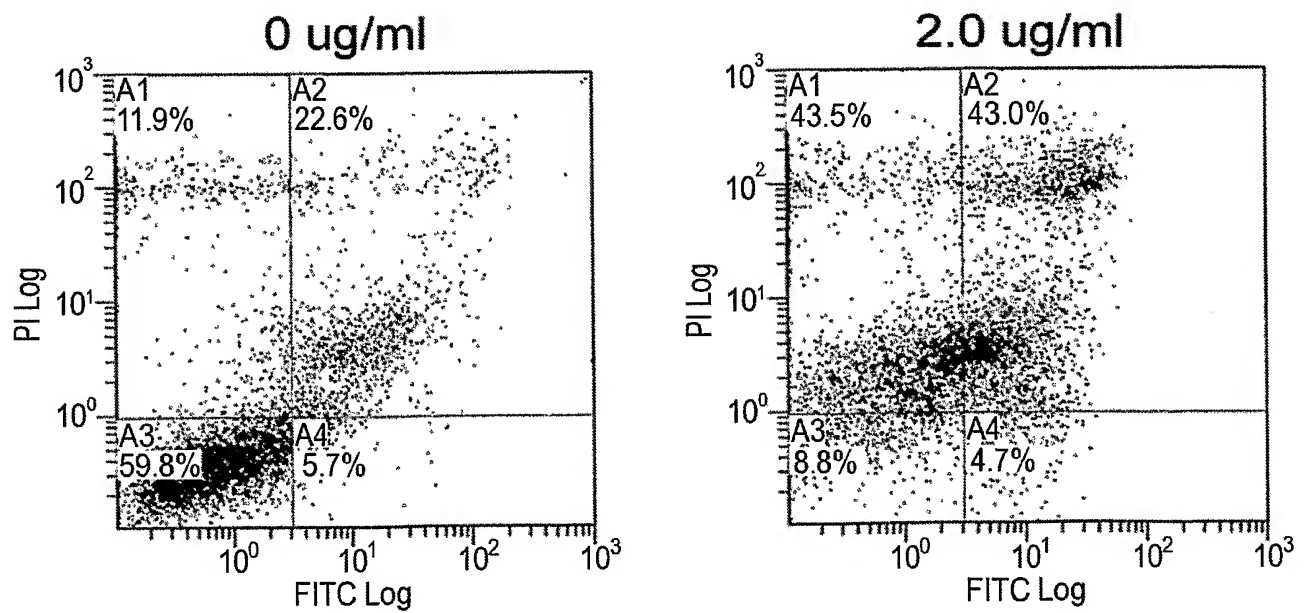 0 ug/ml
10³
A1
11.9%
A2
22.6%
10²
PI Log
10¹
10⁰
A3
59.8%
A4
5.7%
10⁰ 10¹ 10² 10³
FITC Log
2.0 ug/ml
10³
A1
43.5%
A2
43.0%
10²
PI Log
10¹
10⁰
A3
8.8%
A4
4.7%
10⁰ 10¹ 10² 10³
FITC Log